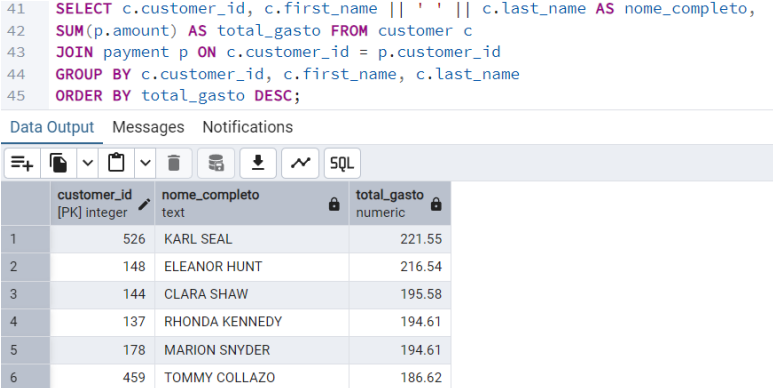 41 SELECT c.customer_id, c.first_name || ' ' || c.last_name AS nome_completo,
42 SUM(p.amount) AS total_gasto FROM customer c
43 JOIN payment p ON c.customer_id = p.customer_id
44 GROUP BY c.customer_id, c.first_name, c.last_name
45 ORDER BY total_gasto DESC;
Data Output Messages Notifications
SQL
customer_id nome_completo total_gasto
[PK] integer text numeric
1 526 KARL SEAL 221.55
2 148 ELEANOR HUNT 216.54
3 144 CLARA SHAW 195.58
4 137 RHONDA KENNEDY 194.61
5 178 MARION SNYDER 194.61
6 459 TOMMY COLLAZO 186.62